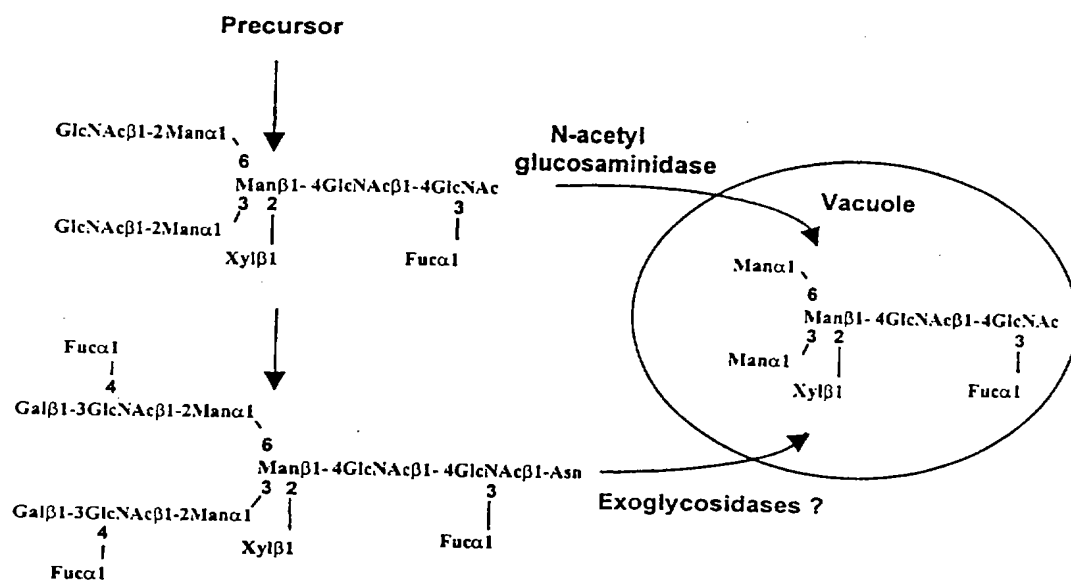 Precursor
GlcNAcβ1-2Manα1
6
Manβ1- 4GlcNAcβ1-4GlcNAc
3 2 3
GlcNAcβ1-2Manα1
Xylβ1 Fucα1
N-acetyl
glucosaminidase
Vacuole
Manα1
6
Manβ1- 4GlcNAcβ1-4GlcNAc
3 2 3
Manα1
Xylβ1 Fucα1
Fucα1
4
Galβ1-3GlcNAcβ1-2Manα1
6
Manβ1- 4GlcNAcβ1- 4GlcNAcβ1-Asn
3 2 3
Galβ1-3GlcNAcβ1-2Manα1
4
Xylβ1 Fucα1
Fucα1
Exoglycosidases ?